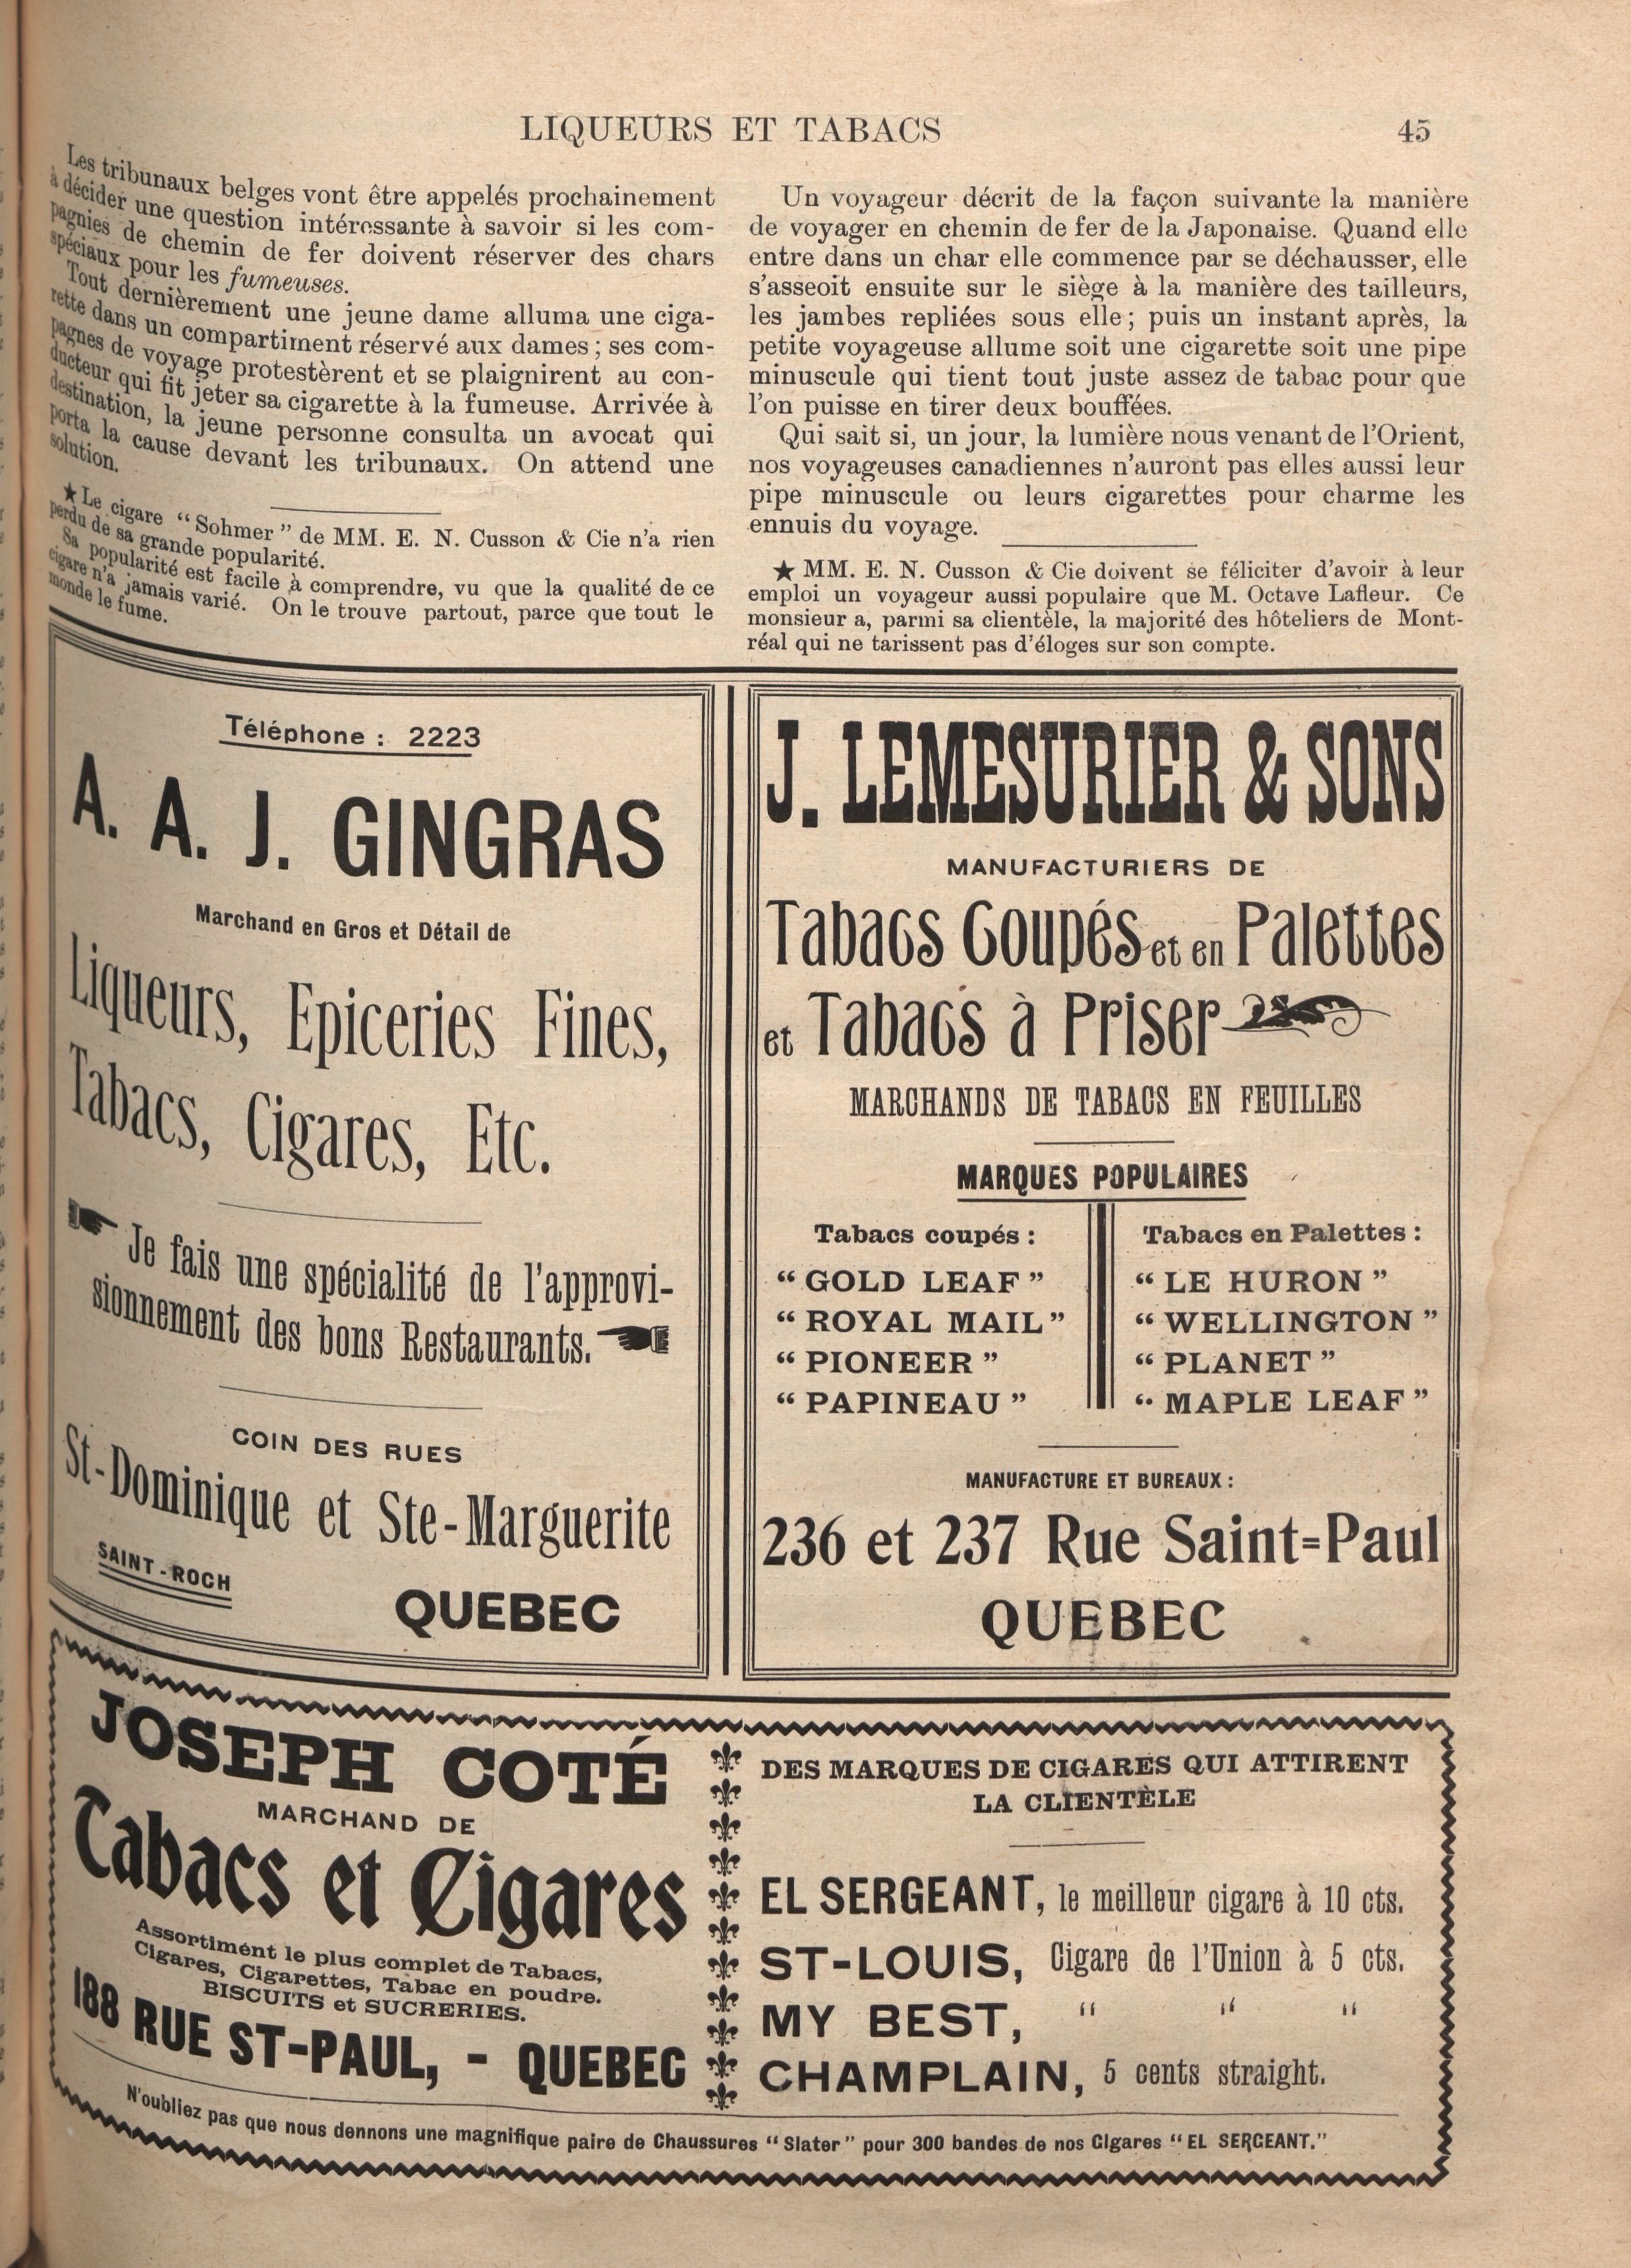 LIQUEURS ET TABACS
45
Les tribunaux belges vont être appelés prochainement
à décider une question intéressante à savoir si les com-
pagnies de chemin de fer doivent réserver des chars
spéciaux pour les fumeuses.
Tout dernièrement une jeune dame alluma une ciga-
rette dans un compartiment réservé aux dames ; ses com-
pagnes de voyage protestèrent et se plaignirent au con-
ducteur qui fit jeter sa cigarette à la fumeuse. Arrivée à
destination, la jeune personne consulta un avocat qui
porta la cause devant les tribunaux. On attend une
solution.
★ Le cigare “ Sohmer ” de MM. E. N. Cusson & Cie n'a rien
perdu de sa grande popularité.
Sa popularité est facile à comprendre, vu que la qualité de ce
cigare n'a jamais varié. On le trouve partout, parce que tout le
monde le fume.
Un voyageur décrit de la façon suivante la manière
de voyager en chemin de fer de la Japonaise. Quand elle
entre dans un char elle commence par se déchausser, elle
s'asseoit ensuite sur le siège à la manière des tailleurs,
les jambes repliées sous elle ; puis un instant après, la
petite voyageuse allume soit une cigarette soit une pipe
minuscule qui tient tout juste assez de tabac pour que
l'on puisse en tirer deux bouffées.
Qui sait si, un jour, la lumière nous venant de l'Orient,
nos voyageuses canadiennes n'auront pas elles aussi leur
pipe minuscule ou leurs cigarettes pour charme les
ennuis du voyage.
★ MM. E. N. Cusson & Cie doivent se féliciter d'avoir à leur
emploi un voyageur aussi populaire que M. Octave Lafleur. Ce
monsieur a, parmi sa clientèle, la majorité des hôteliers de Mont-
réal qui ne tarissent pas d'éloges sur son compte.
Téléphone : 2223
A. A. J. GINGRAS
Marchand en Gros et Détail de
Liqueurs, Epiceries Fines,
Tabacs, Cigares, Etc.
Je fais une spécialité de l'approvi-
sionnement des bons Restaurants.
COIN DES RUES
St-Dominique et Ste-Marguerite
SAINT-ROCH
QUEBEC
J. LEMESURIER & SONS
MANUFACTURIERS DE
Tabacs Coupés et en Palettes
et Tabacs à Priser
MARCHANDS DE TABACS EN FEUILLES
MARQUES POPULAIRES
Tabacs coupés :
“ GOLD LEAF ”
“ ROYAL MAIL ”
“ PIONEER ”
“ PAPINEAU ”
Tabacs en Palettes :
“ LE HURON ”
“ WELLINGTON ”
“ PLANET ”
“ MAPLE LEAF ”
MANUFACTURE ET BUREAUX :
236 et 237 Rue Saint-Paul
QUEBEC
JOSEPH COTÉ
MARCHAND DE
Tabacs et Cigares
Assortiment le plus complet de Tabacs,
Cigares, Cigarettes, Tabac en poudre.
BISCUITS et SUCRERIES.
188 RUE ST-PAUL, - QUEBEC
DES MARQUES DE CIGARES QUI ATTIRENT
LA CLIENTÈLE
EL SERGEANT, le meilleur cigare à 10 cts.
ST-LOUIS, Cigare de l'Union à 5 cts.
MY BEST, “ “ “
CHAMPLAIN, 5 cents straight.
N'oubliez pas que nous dennons une magnifique paire de Chaussures “ Slater ” pour 300 bandes de nos Cigares “ EL SERGEANT.”